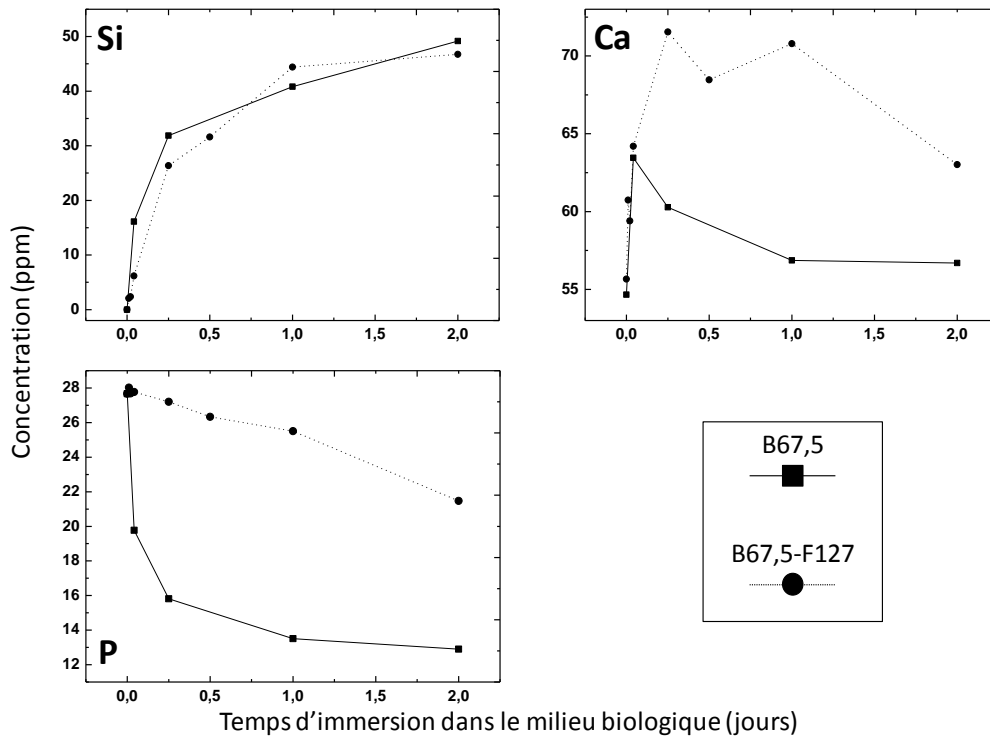 Si
50
40
30
20
10
0
0,0 0,5 1,0 1,5 2,0
Ca
70
65
60
55
0,0 0,5 1,0 1,5 2,0
Concentration (ppm)
28
26
24
22
20
18
16
14
12
P
0,0 0,5 1,0 1,5 2,0
B67,5
B67,5-F127
Temps d’immersion dans le milieu biologique (jours)